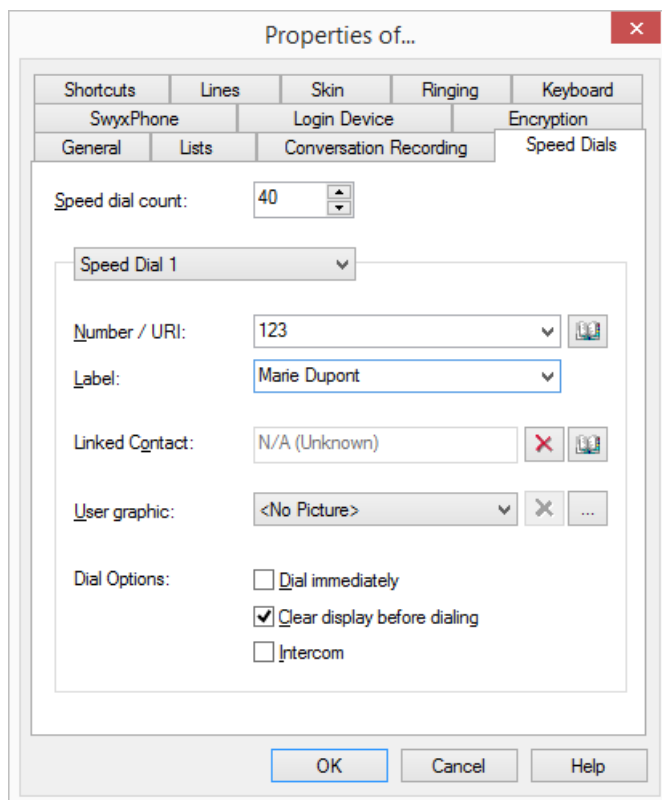 Properties of...
Shortcuts Lines Skin Ringing Keyboard
SwyxPhone Login Device Encryption
General Lists Conversation Recording Speed Dials
Speed dial count: 40
Speed Dial 1
Number / URI: 123
Label: Marie Dupont
Linked Contact: N/A (Unknown)
User graphic: <No Picture> ...
Dial Options: Dial immediately
Clear display before dialing
Intercom
OK Cancel Help